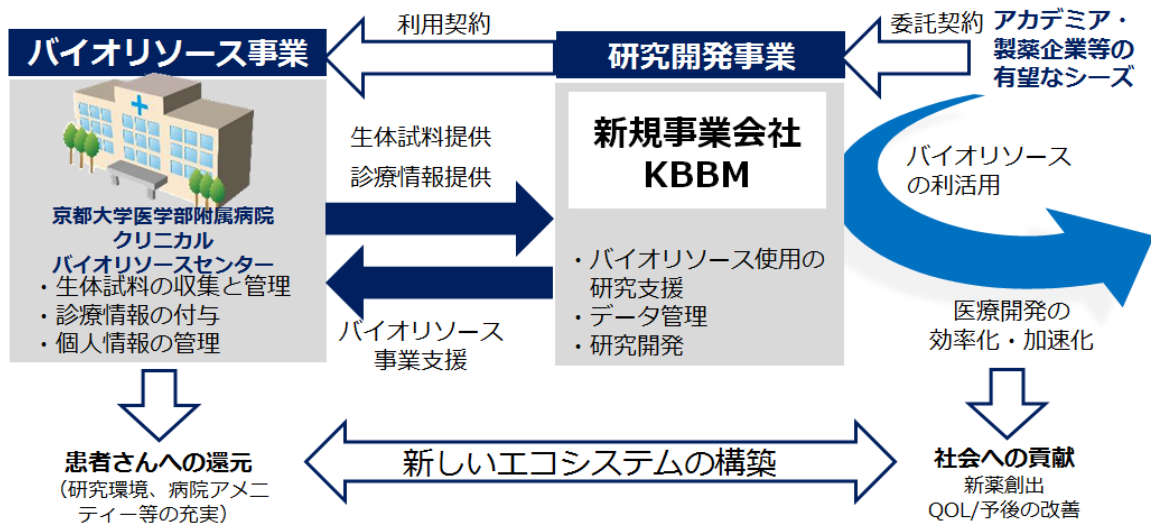 バイオリソース事業
京都大学医学部附属病院
クリニカル
バイオリソースセンター
・生体試料の収集と管理
・診療情報の付与
・個人情報の管理
利用契約
生体試料提供
診療情報提供
バイオリソース
事業支援
研究開発事業
新規事業会社
KBBM
・バイオリソース使用の
研究支援
・データ管理
・研究開発
委託契約
アカデミア・
製薬企業等の
有望なシーズ
バイオリソース
の利活用
医療開発の
効率化・加速化
患者さんへの還元
（研究環境、病院アメニ
ティー等の充実）
新しいエコシステムの構築
社会への貢献
新薬創出
QOL/予後の改善